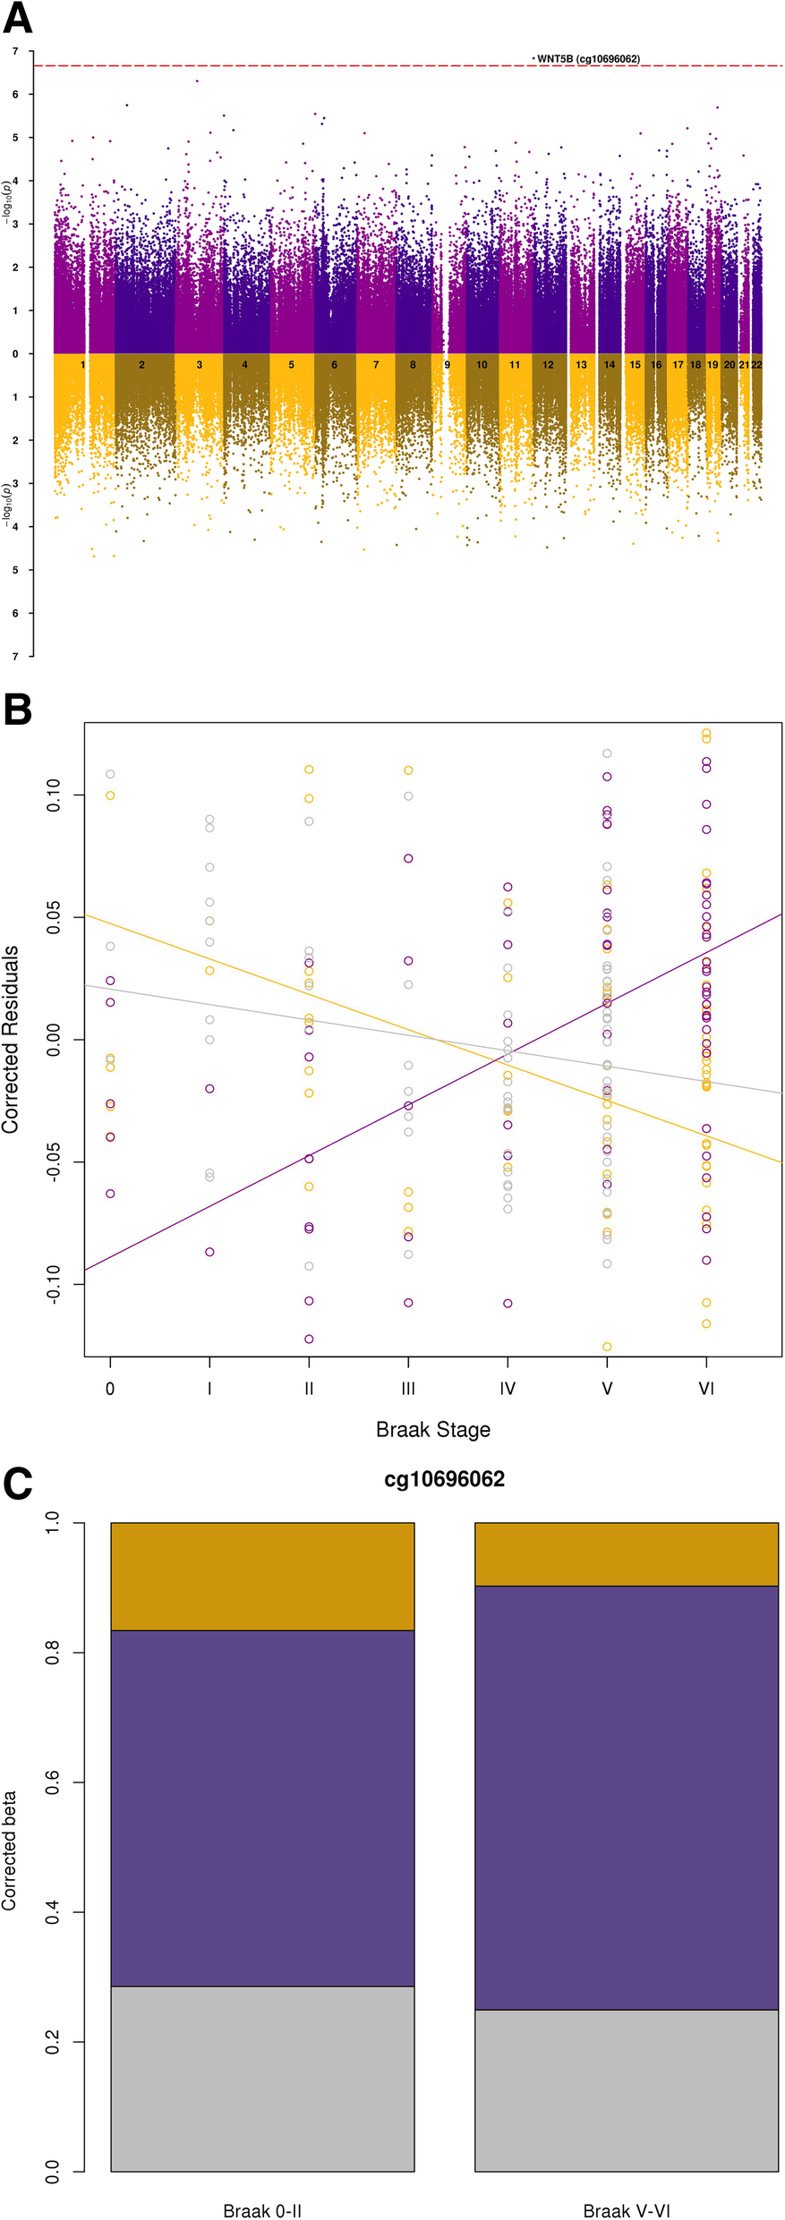 A
7
WNT5B (cg10696062)
6
5
4
−log10(p)
3
2
1
0
1 2 3 4 5 6 7 8 9 10 11 12 13 14 15 16 17 18 19 20 21 22
1
2
3
−log10(p)
4
5
6
7
B
0.10
0.05
0.00
-0.05
-0.10
Corrected Residuals
0 I II III IV V VI
Braak Stage
C
cg10696062
1.0
0.8
0.6
0.4
0.2
0.0
Corrected beta
Braak 0-II Braak V-VI